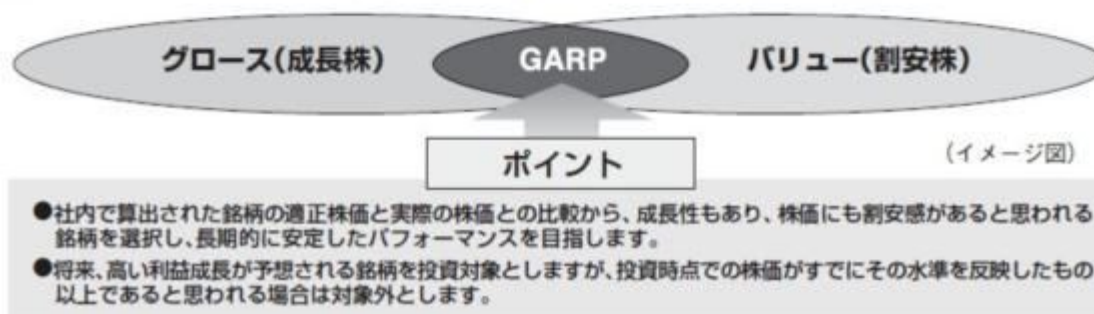 グロース(成長株) GARP バリュー(割安株)
ポイント
(イメージ図)
●社内で算出された銘柄の適正株価と実際の株価との比較から、成長性もあり、株価にも割安感があると思われる
銘柄を選択し、長期的に安定したパフォーマンスを目指します。
●将来、高い利益成長が予想される銘柄を投資対象としますが、投資時点での株価がすでにその水準を反映したもの
以上であると思われる場合は対象外とします。